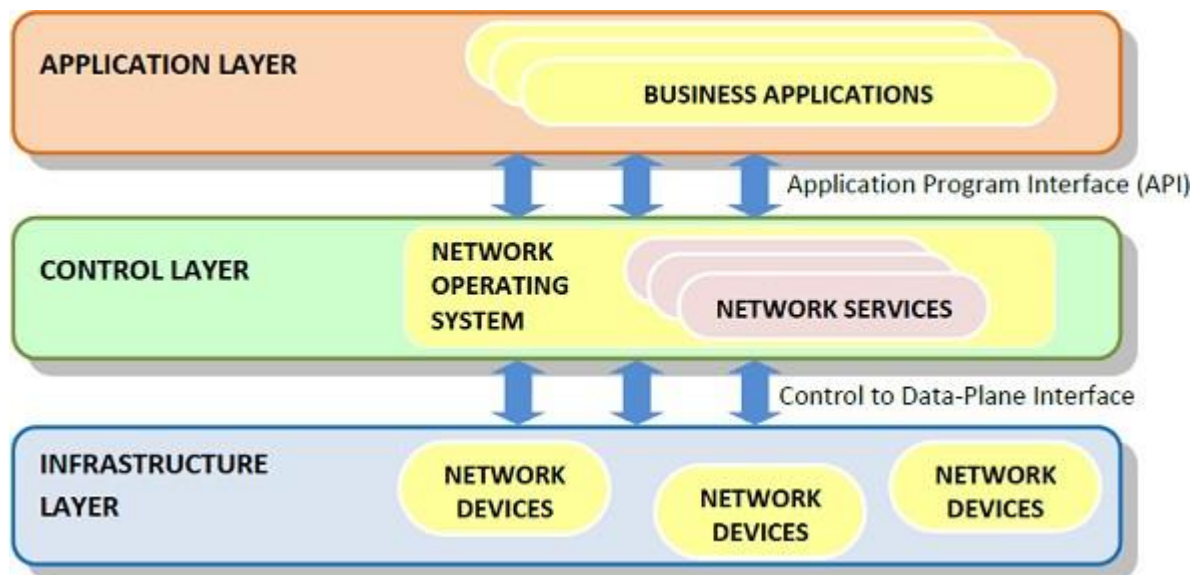 APPLICATION LAYER
BUSINESS APPLICATIONS
Application Program Interface (API)
CONTROL LAYER
NETWORK
OPERATING
SYSTEM
NETWORK SERVICES
Control to Data-Plane Interface
INFRASTRUCTURE
LAYER
NETWORK
DEVICES
NETWORK
DEVICES
NETWORK
DEVICES